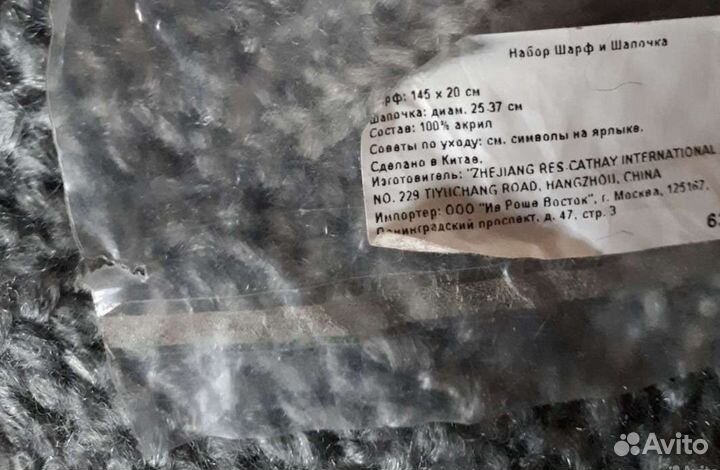 Набор Шарф и Шапочка
рф: 145 x 20 см
Шапочка: диам. 25-37 см
Состав: 100% акрил
Советы по уходу: см. символы на ярлыке.
Сделано в Китае.
Изготовитель: "ZHEJIANG RES-CATHAY INTERNATIONAL
NO. 229 TIYUCHANG ROAD, HANGZHOU, CHINA
Импортер: ООО "Ив Роше Восток", г. Москва, 125167,
Ленинградский проспект, д. 47, стр. 3
Avito